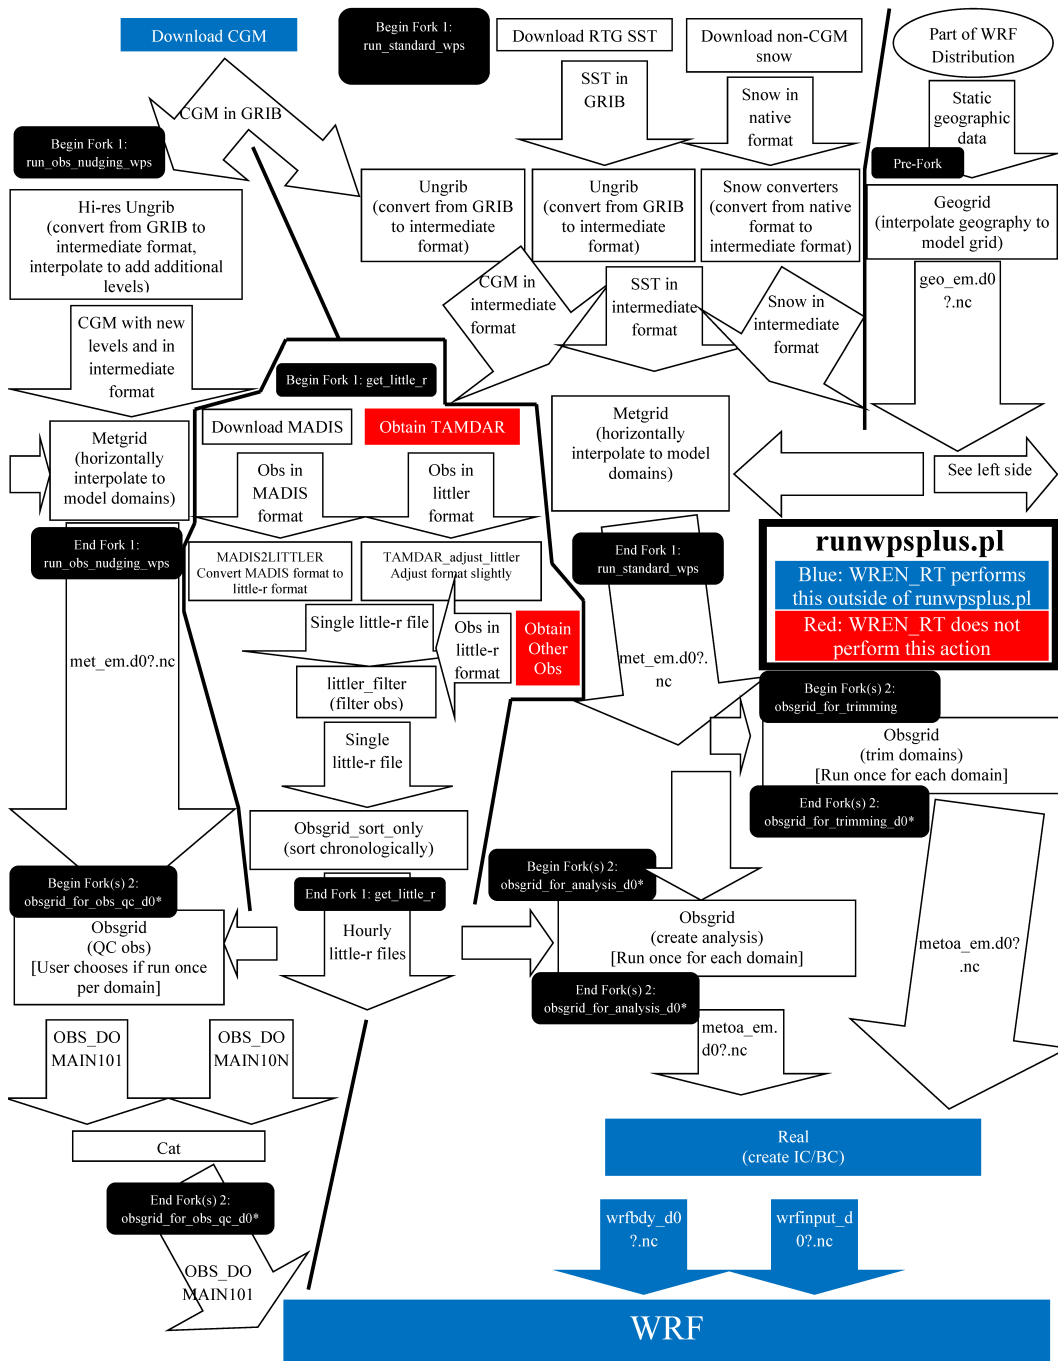 Download CGM
Begin Fork 1:
run_standard_wps
Download RTG SST
Download non-CGM
snow
Part of WRF
Distribution
CGM in GRIB
SST in
GRIB
Snow in
native
format
Static
geographic
data
Begin Fork 1:
run_obs_nudging_wps
Pre-Fork
Hi-res Ungrib
(convert from GRIB to
intermediate format,
interpolate to add additional
levels)
Ungrib
(convert from GRIB
to intermediate
format)
Ungrib
(convert from GRIB
to intermediate
format)
Snow converters
(convert from native
format to
intermediate format)
Geogrid
(interpolate geography to
model grid)
CGM in
intermediate
format
SST in
intermediate
format
Snow in
intermediate
format
geo_em.d0
?.nc
CGM with new
levels and in
intermediate
format
Begin Fork 1: get_little_r
Download MADIS
Obtain TAMDAR
Metgrid
(horizontally
interpolate to
model domains)
Metgrid
(horizontally
interpolate to model
domains)
See left side
Obs in
MADIS
format
Obs in
littler
format
End Fork 1:
run_obs_nudging_wps
MADIS2LITTLER
Convert MADIS format to
little-r format
TAMDAR_adjust_littler
Adjust format slightly
End Fork 1:
run_standard_wps
runwpsplus.pl
Blue: WREN_RT performs
this outside of runwpsplus.pl
Red: WREN_RT does not
perform this action
Single little-r file
Obs in
little-r
format
Obtain
Other
Obs
met_em.d0?.nc
met_em.d0?.
nc
littler_filter
(filter obs)
Begin Fork(s) 2:
obsgrid_for_trimming
Obsgrid
(trim domains)
[Run once for each domain]
End Fork(s) 2:
obsgrid_for_trimming_d0*
Single
little-r file
Obsgrid_sort_only
(sort chronologically)
Begin Fork(s) 2:
obsgrid_for_obs_qc_d0*
End Fork 1: get_little_r
Begin Fork(s) 2:
obsgrid_for_analysis_d0*
Obsgrid
(QC obs)
[User chooses if run once
per domain]
Hourly
little-r files
Obsgrid
(create analysis)
[Run once for each domain]
End Fork(s) 2:
obsgrid_for_analysis_d0*
metoa_em.d0?
.nc
OBS_DO
MAIN101
OBS_DO
MAIN10N
metoa_em.
d0?.nc
Cat
Real
(create IC/BC)
End Fork(s) 2:
obsgrid_for_obs_qc_d0*
wrfbdy_d0
?.nc
wrfinput_d
0?.nc
OBS_DO
MAIN101
WRF